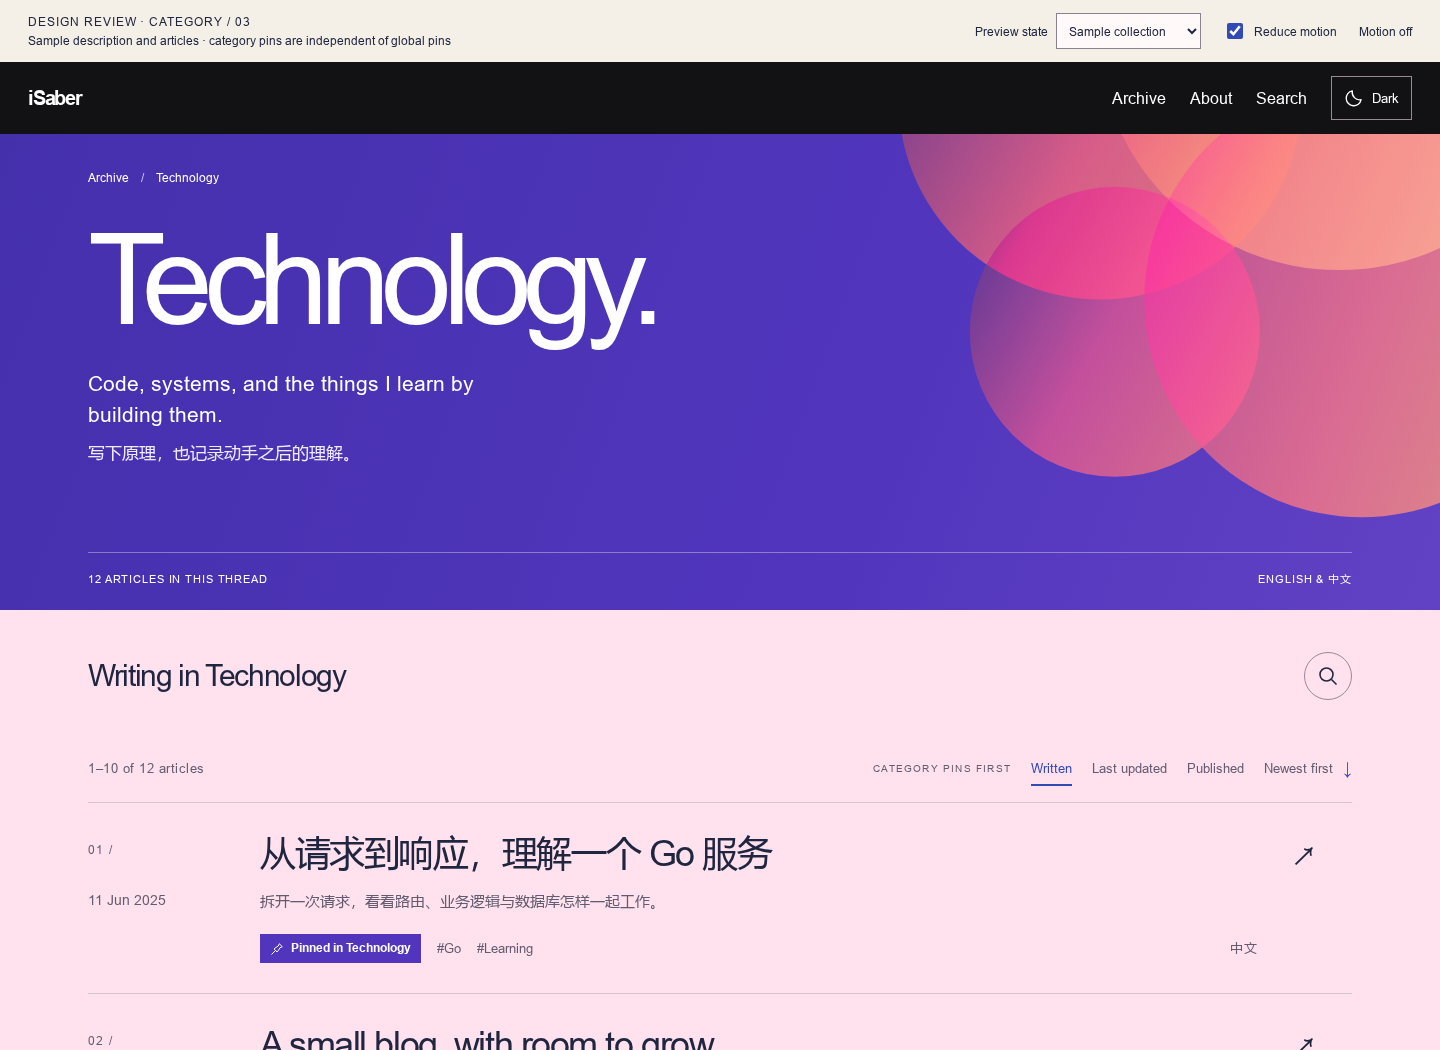 DESIGN REVIEW · CATEGORY / 03
Sample description and articles · category pins are independent of global pins
Preview state
Sample collection
Reduce motion
Motion off
iSaber
Archive
About
Search
Dark
Archive / Technology
Technology.
Code, systems, and the things I learn by
building them.
写下原理，也记录动手之后的理解。
12 ARTICLES IN THIS THREAD
ENGLISH & 中文
Writing in Technology
1–10 of 12 articles
CATEGORY PINS FIRST
Written
Last updated
Published
Newest first ↓
01 /
从请求到响应，理解一个 Go 服务
11 Jun 2025
拆开一次请求，看看路由、业务逻辑与数据库怎样一起工作。
Pinned in Technology
#Go
#Learning
中文
02 /
A small blog, with room to grow